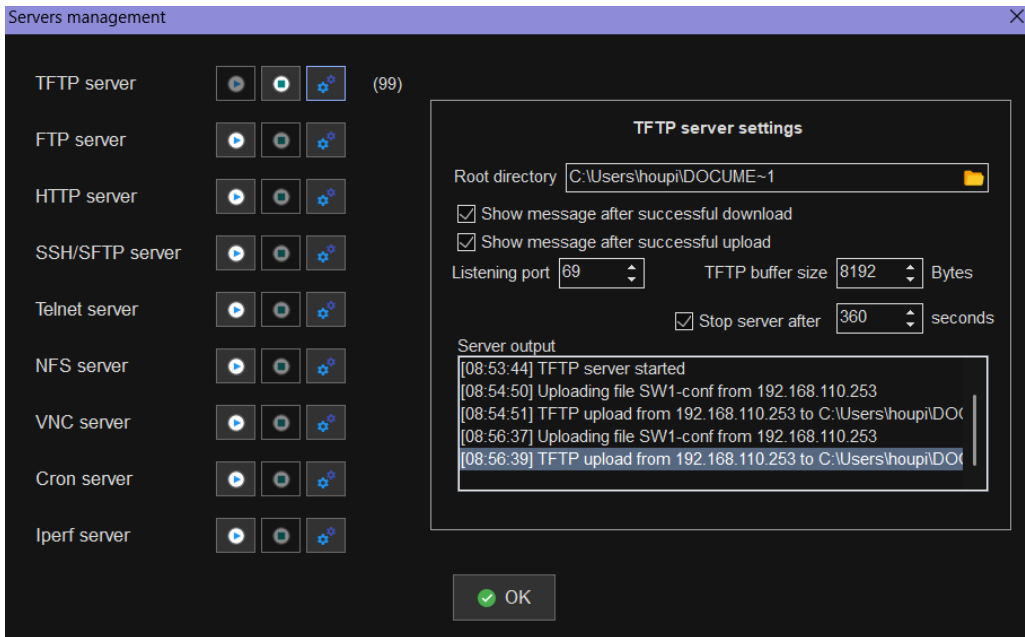 Servers management
TFTP server (99)
FTP server
HTTP server
SSH/SFTP server
Telnet server
NFS server
VNC server
Cron server
Iperf server
TFTP server settings
Root directory C:\Users\houpi\DOCUME~1
Show message after successful download
Show message after successful upload
Listening port 69 TFTP buffer size 8192 Bytes
Stop server after 360 seconds
Server output
[08:53:44] TFTP server started
[08:54:50] Uploading file SW1-conf from 192.168.110.253
[08:54:51] TFTP upload from 192.168.110.253 to C:\Users\houpi\DOC
[08:56:37] Uploading file SW1-conf from 192.168.110.253
[08:56:39] TFTP upload from 192.168.110.253 to C:\Users\houpi\DOC
OK